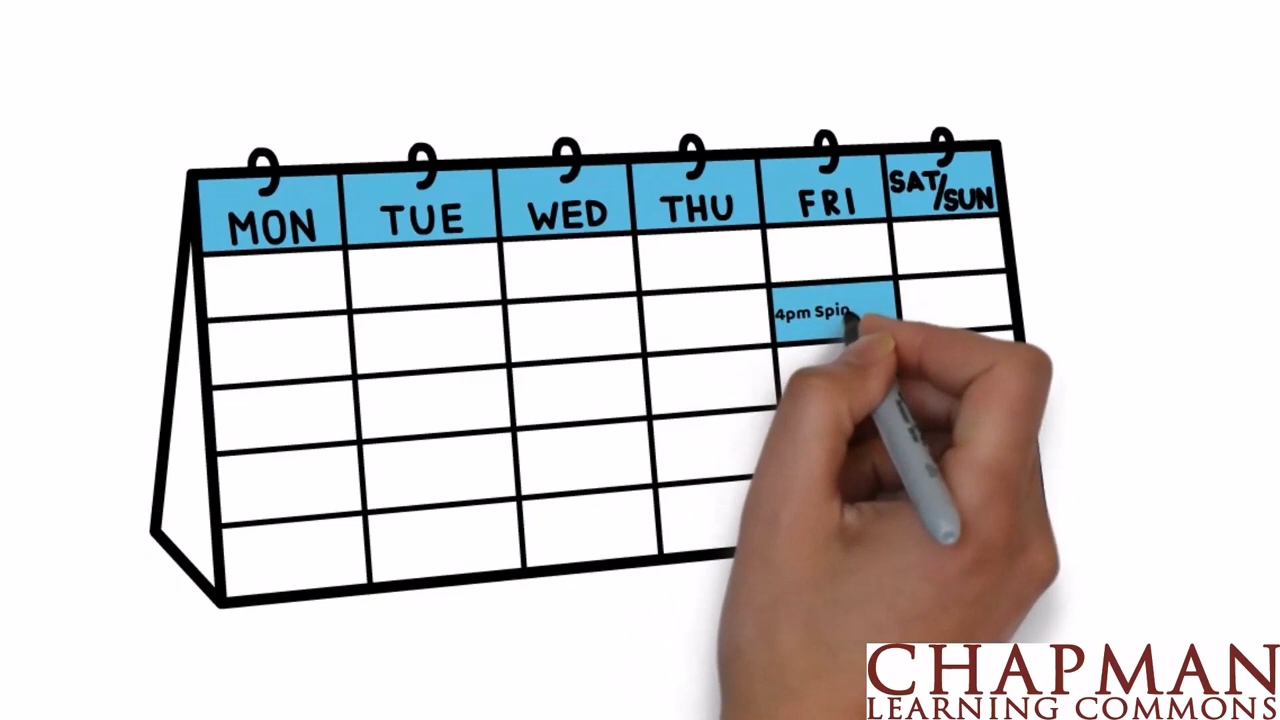 MON TUE WED THU FRI SAT/SUN
4pm Spin
CHAPMAN
LEARNING COMMONS